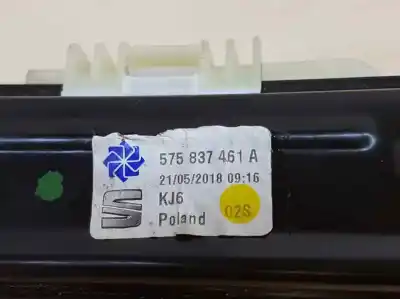 575 837 461 A
21/05/2018 09:16
KJ6
Poland
02S